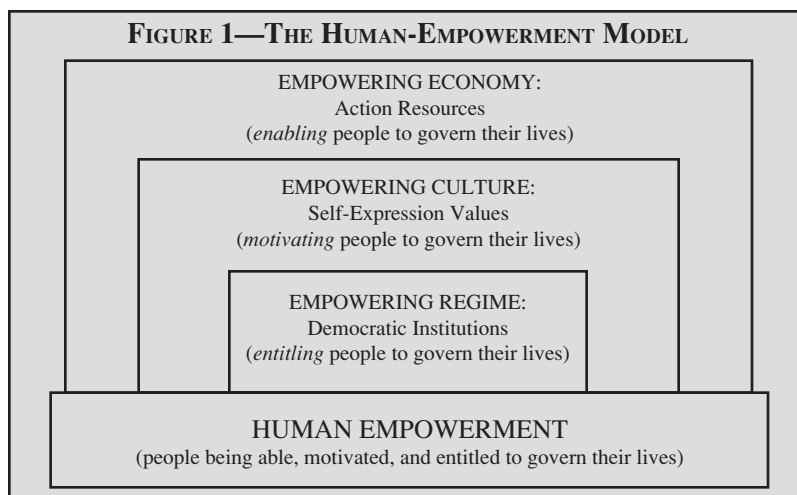 FIGURE 1—THE HUMAN-EMPOWERMENT MODEL
EMPOWERING ECONOMY:
Action Resources
(enabling people to govern their lives)
EMPOWERING CULTURE:
Self-Expression Values
(motivating people to govern their lives)
EMPOWERING REGIME:
Democratic Institutions
(entitling people to govern their lives)
HUMAN EMPOWERMENT
(people being able, motivated, and entitled to govern their lives)